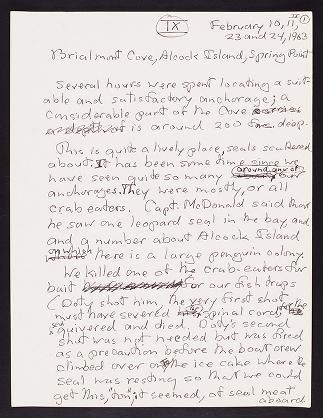 IX
February 10, 11, IX ①
23 and 24, 1963
Brialmont Cove, Alcock Island, Spring Point
Several hours were spent locating a suit-
able and satisfactory anchorage; a
considerable part of the Cove
is around 200 fms. deep.
This is quite a lively place, seals scattered
about. It has been some time since we
have seen quite so many around any of our
anchorages. They were mostly, or all
crab eaters. Capt. McDonald said that
he saw one leopard seal in the bay, and
and a number about Alcock Island
on which there is a large penguin colony.
We killed one of the crab-eaters for
bait for our fish traps
(Doty shot him, the very first shot
must have severed spinal cord, for the
seal quivered and died. Doty's second
shot was not needed but was fired
as a precaution before the boat crew
climbed over on the ice cake where the
seal was resting so that we could
get this, "ton", it seemed, of seal meat
aboard